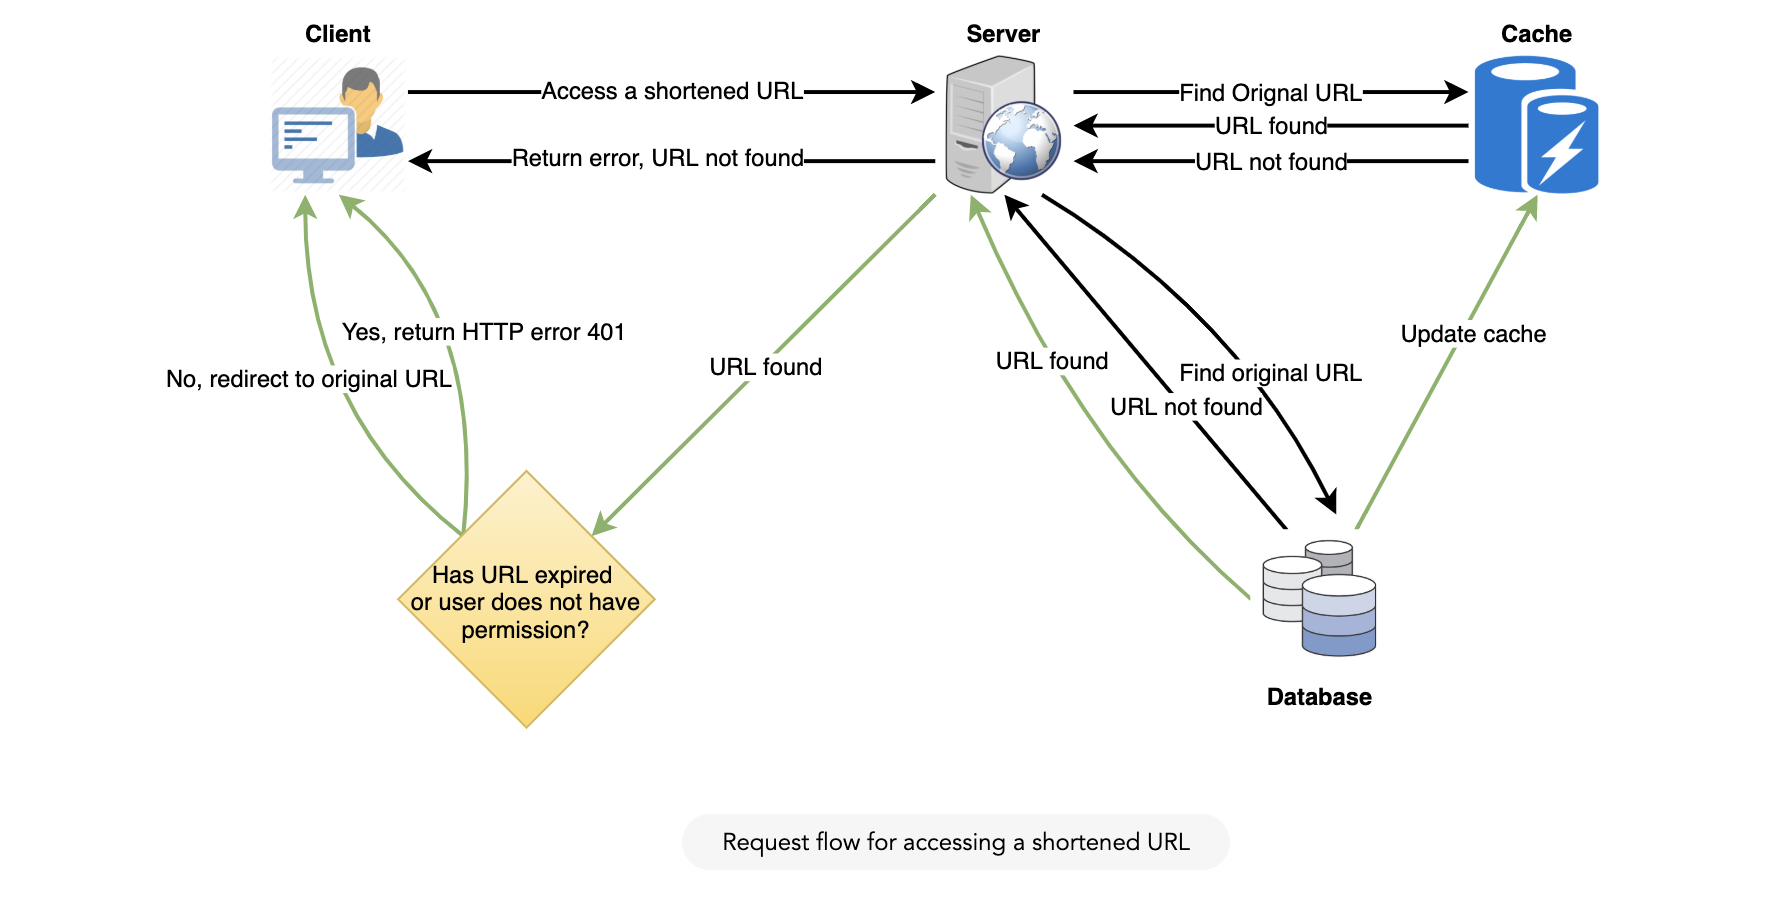 Client
Server
Cache
Access a shortened URL
Find Orignal URL
URL found
Return error, URL not found
URL not found
Yes, return HTTP error 401
No, redirect to original URL
URL found
URL found
Find original URL
URL not found
Update cache
Has URL expired
or user does not have
permission?
Database
Request flow for accessing a shortened URL